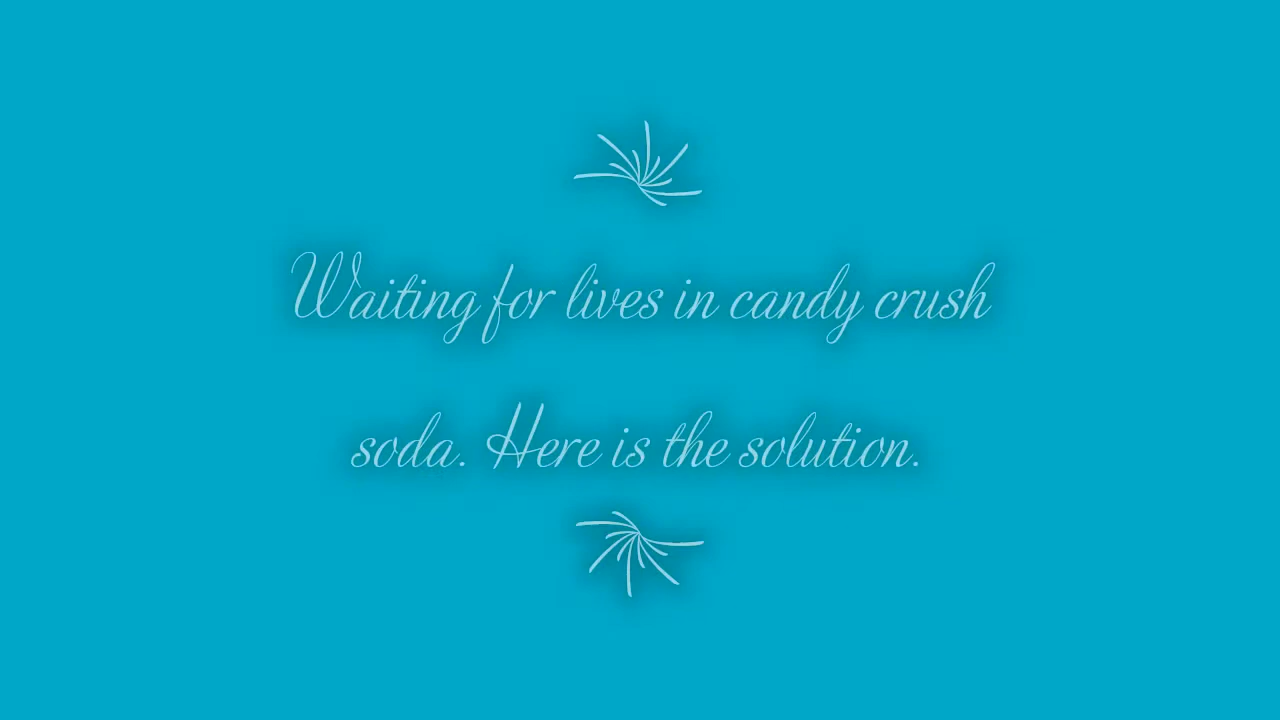 Waiting for lives in candy crush
soda. Here is the solution.